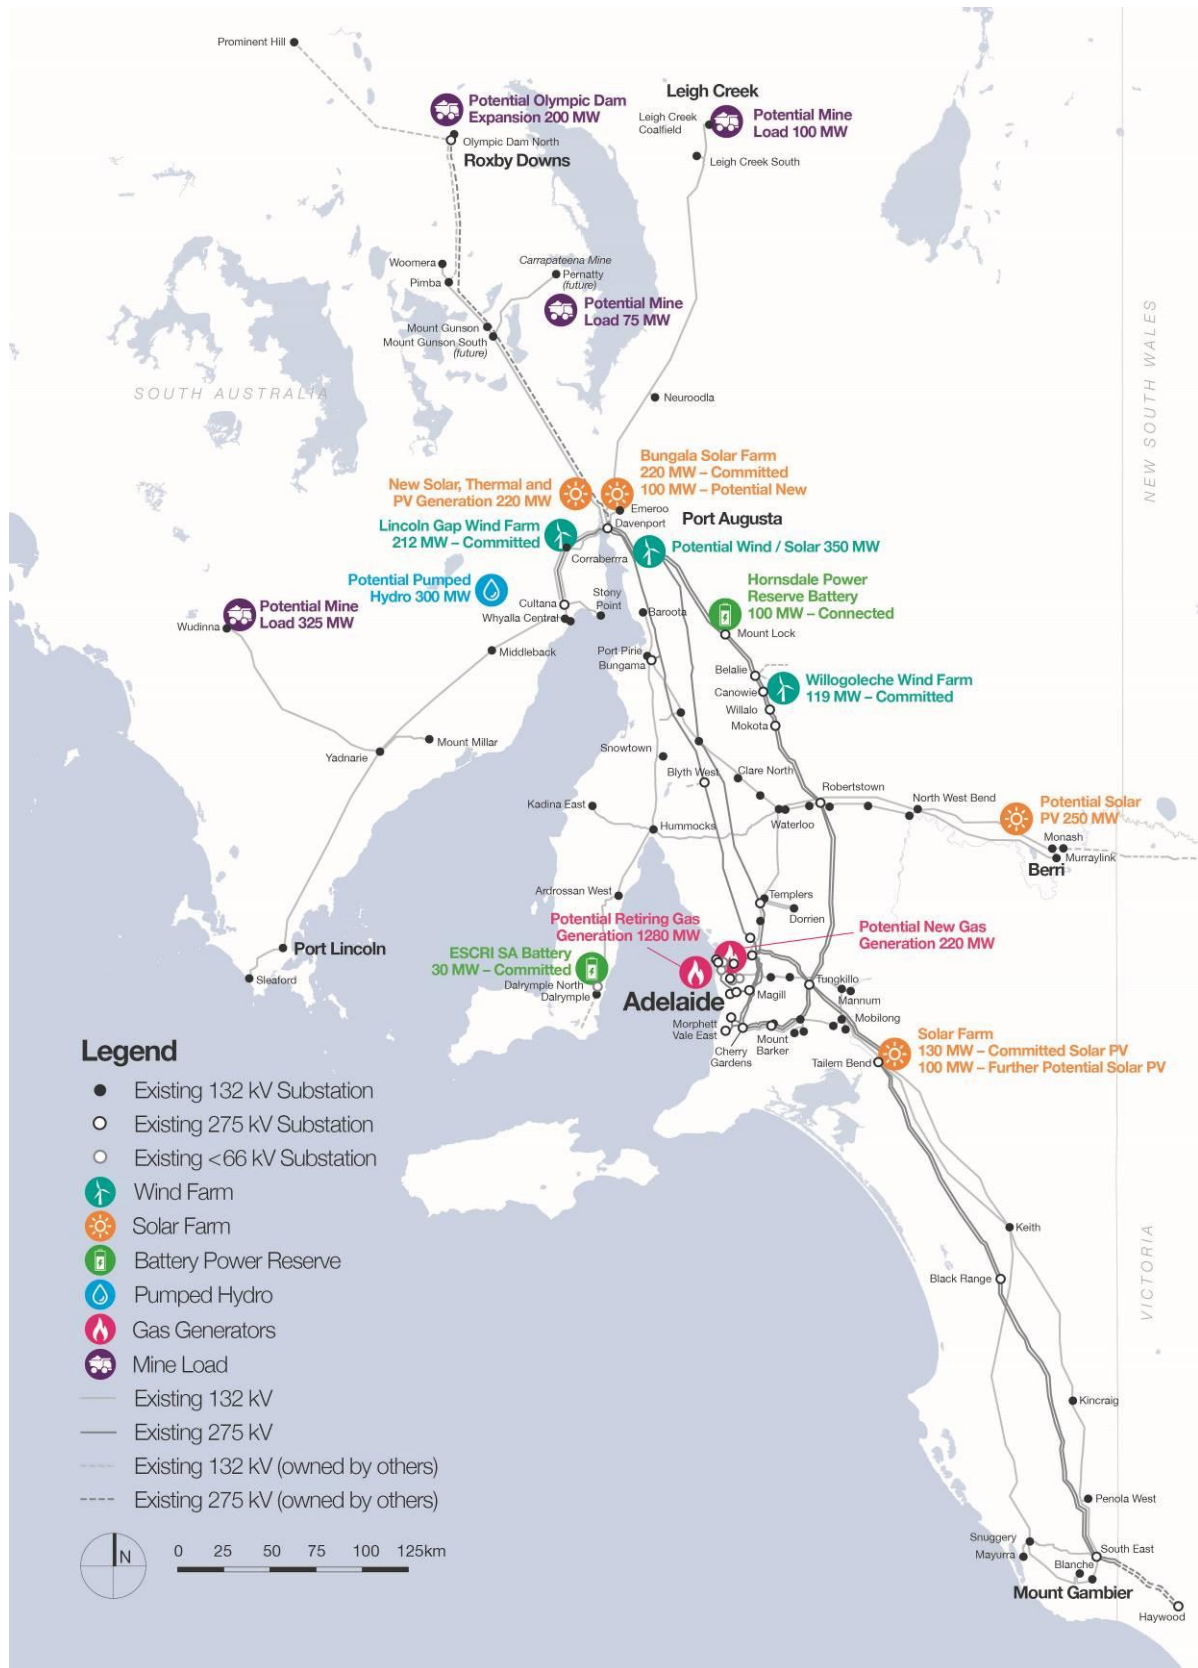 Prominent Hill
Potential Olympic Dam
Expansion 200 MW
Olympic Dam North
Roxby Downs
Leigh Creek
Leigh Creek
Coalfield
Potential Mine
Load 100 MW
Leigh Creek South
Woomera
Pimba
Carrapateena Mine
Pernatty
(future)
Potential Mine
Load 75 MW
Mount Gunson
Mount Gunson South
(future)
SOUTH AUSTRALIA
NEW SOUTH WALES
Neuroodla
Bungala Solar Farm
220 MW – Committed
100 MW – Potential New
New Solar, Thermal and
PV Generation 220 MW
Emeroo
Davenport
Port Augusta
Lincoln Gap Wind Farm
212 MW – Committed
Corraberrra
Potential Wind / Solar 350 MW
Potential Pumped
Hydro 300 MW
Hornsdale Power
Reserve Battery
100 MW – Connected
Mount Lock
Cultana
Stony
Point
Whyalla Central
Baroota
Potential Mine
Load 325 MW
Wudinna
Middleback
Port Pirie
Bungama
Belalie
Canowie
Willalo
Mokota
Willogoleche Wind Farm
119 MW – Committed
Yadnarie
Mount Millar
Snowtown
Blyth West
Clare North
Robertstown
North West Bend
Potential Solar
PV 250 MW
Kadina East
Hummocks
Waterloo
Monash
Murraylink
Berri
Ardrossan West
Templers
Dorrien
Potential Retiring Gas
Generation 1280 MW
Potential New Gas
Generation 220 MW
Port Lincoln
Sleaford
ESCRI SA Battery
30 MW – Committed
Dalrymple North
Dalrymple
Adelaide
Magill
Tungkillo
Mannum
Mobilong
Morphett
Vale East
Cherry
Gardens
Mount
Barker
Tailem Bend
Solar Farm
130 MW – Committed Solar PV
100 MW – Further Potential Solar PV
Keith
Black Range
VICTORIA
Kincraig
Penola West
Snuggery
Mayurra
Blanche
South East
Mount Gambier
Haywood
Legend
Existing 132 kV Substation
Existing 275 kV Substation
Existing <66 kV Substation
Wind Farm
Solar Farm
Battery Power Reserve
Pumped Hydro
Gas Generators
Mine Load
Existing 132 kV
Existing 275 kV
Existing 132 kV (owned by others)
Existing 275 kV (owned by others)
N
0 25 50 75 100 125km